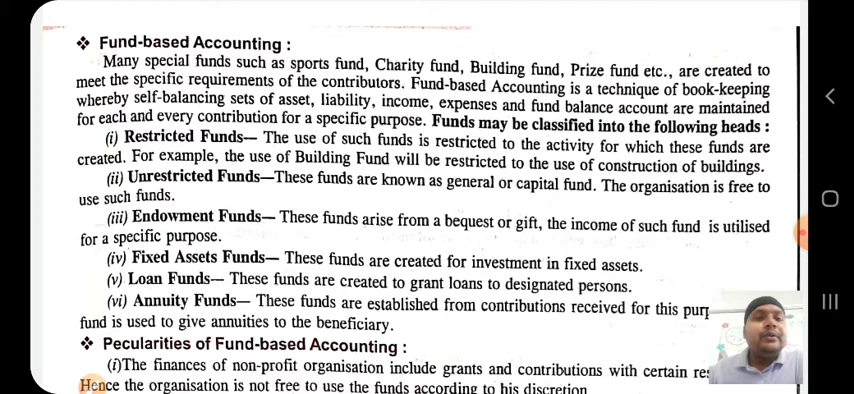 ❖ Fund-based Accounting :
Many special funds such as sports fund, Charity fund, Building fund, Prize fund etc., are created to
meet the specific requirements of the contributors. Fund-based Accounting is a technique of book-keeping
whereby self-balancing sets of asset, liability, income, expenses and fund balance account are maintained
for each and every contribution for a specific purpose. Funds may be classified into the following heads :
(i) Restricted Funds— The use of such funds is restricted to the activity for which these funds are
created. For example, the use of Building Fund will be restricted to the use of construction of buildings.
(ii) Unrestricted Funds—These funds are known as general or capital fund. The organisation is free to
use such funds.
(iii) Endowment Funds— These funds arise from a bequest or gift, the income of such fund is utilised
for a specific purpose.
(iv) Fixed Assets Funds— These funds are created for investment in fixed assets.
(v) Loan Funds— These funds are created to grant loans to designated persons.
(vi) Annuity Funds— These funds are established from contributions received for this
fund is used to give annuities to the beneficiary.
❖ Pecularities of Fund-based Accounting :
(i)The finances of non-profit organisation include grants and contributions with certain
Hence the organisation is not free to use the funds according to his discretion